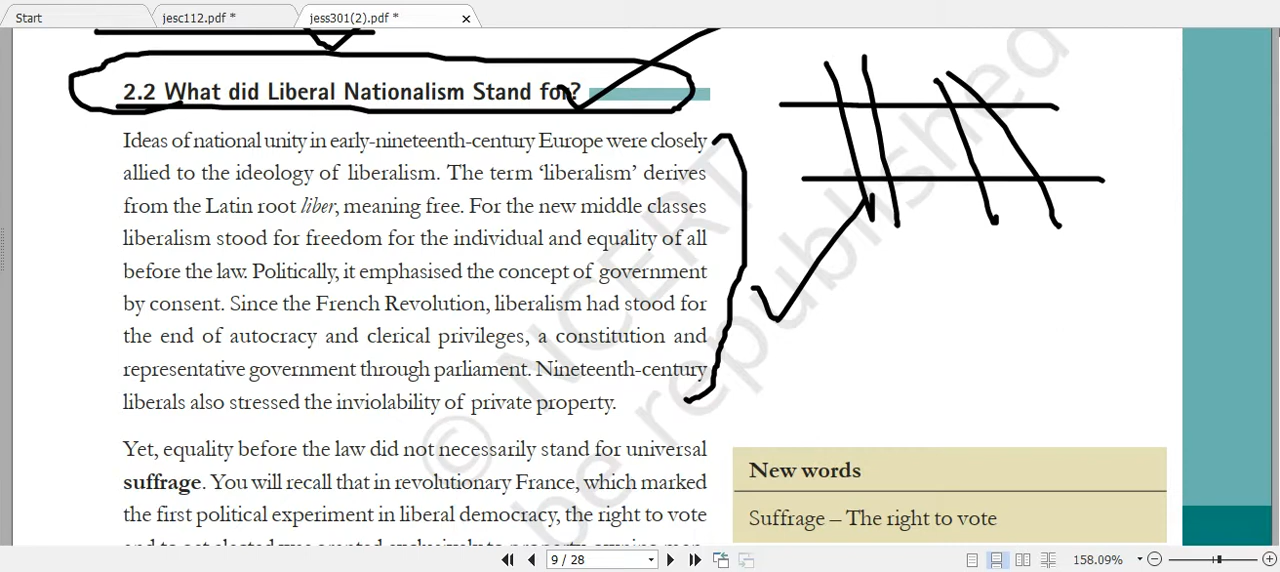 Start
jesc112.pdf *
jess301(2).pdf *
2.2 What did Liberal Nationalism Stand for?
Ideas of national unity in early-nineteenth-century Europe were closely
allied to the ideology of liberalism. The term ‘liberalism’ derives
from the Latin root liber, meaning free. For the new middle classes
liberalism stood for freedom for the individual and equality of all
before the law. Politically, it emphasised the concept of government
by consent. Since the French Revolution, liberalism had stood for
the end of autocracy and clerical privileges, a constitution and
representative government through parliament. Nineteenth-century
liberals also stressed the inviolability of private property.
Yet, equality before the law did not necessarily stand for universal
suffrage. You will recall that in revolutionary France, which marked
the first political experiment in liberal democracy, the right to vote
New words
Suffrage – The right to vote
© NCERT
be republished
9 / 28
158.09%